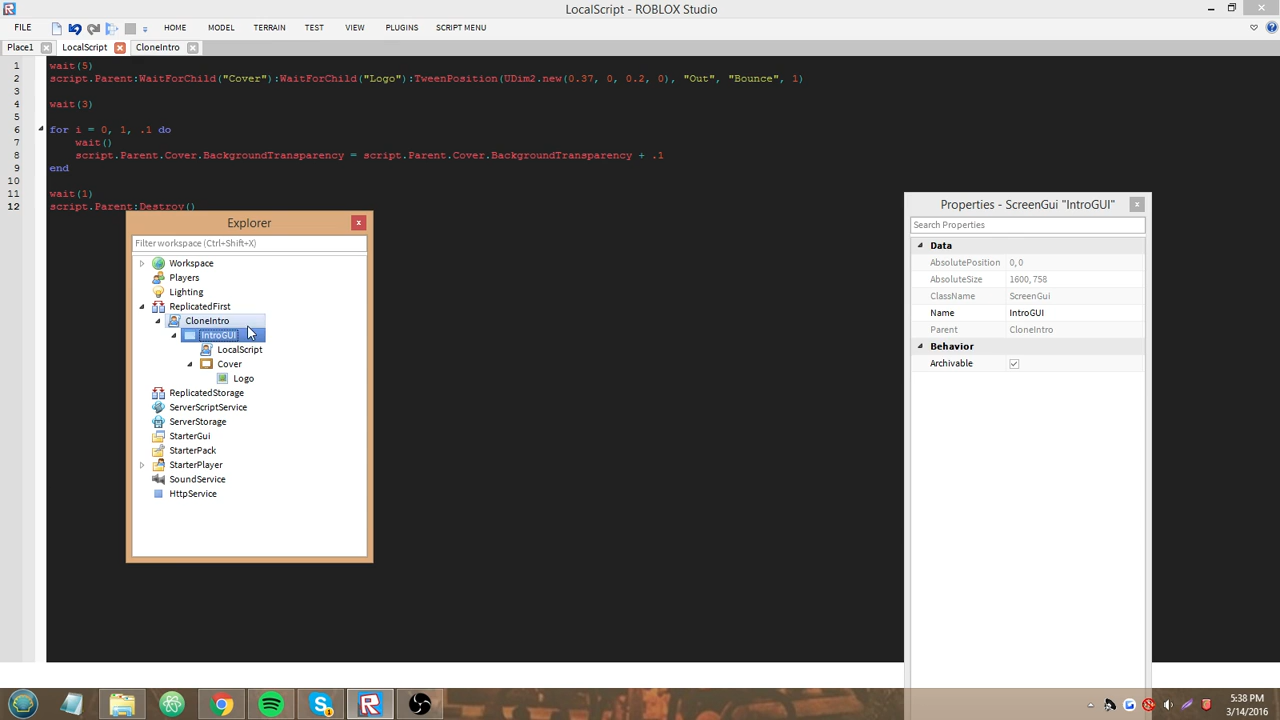 LocalScript - ROBLOX Studio
FILE HOME MODEL TERRAIN TEST VIEW PLUGINS SCRIPT MENU
Place1 LocalScript CloneIntro
1 wait(5)
2 script.Parent:WaitForChild("Cover"):WaitForChild("Logo"):TweenPosition(UDim2.new(0.37, 0, 0.2, 0), "Out", "Bounce", 1)
3
4 wait(3)
5
6 for i = 0, 1, .1 do
7 wait()
8 script.Parent.Cover.BackgroundTransparency = script.Parent.Cover.BackgroundTransparency + .1
9 end
10
11 wait(1)
12 script.Parent:Destroy()
Explorer
Filter workspace (Ctrl+Shift+X)
Workspace
Players
Lighting
ReplicatedFirst
CloneIntro
IntroGUI
LocalScript
Cover
Logo
ReplicatedStorage
ServerScriptService
ServerStorage
StarterGui
StarterPack
StarterPlayer
SoundService
HttpService
Properties - ScreenGui "IntroGUI"
Search Properties
Data
AbsolutePosition 0, 0
AbsoluteSize 1600, 758
ClassName ScreenGui
Name IntroGUI
Parent CloneIntro
Behavior
Archivable
5:38 PM
3/14/2016